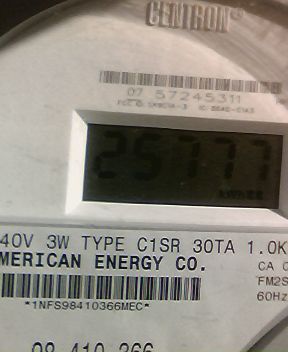 CENTRON®
07 57245311
25777
40V 3W TYPE C1SR 30TA 1.0K
MERICAN ENERGY CO.
CA 0
FM2S
60Hz
*1NFS98410366MEC*
98 410 366